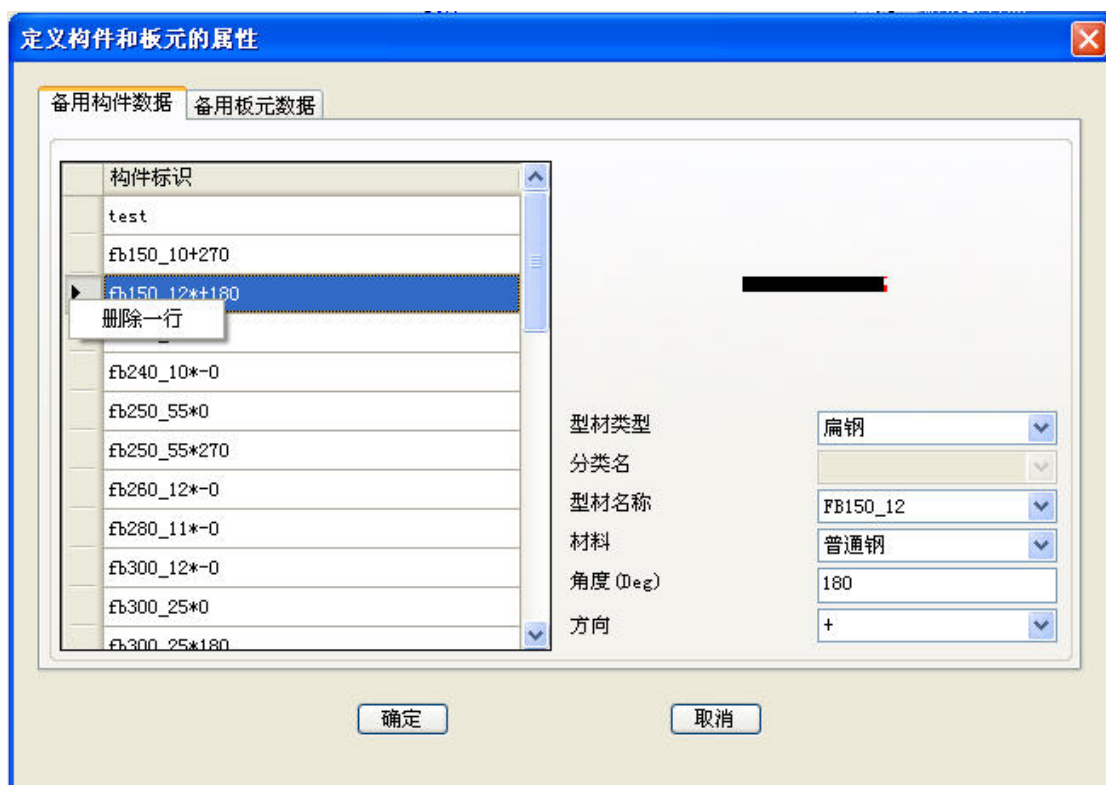 定义构件和板元的属性
备用构件数据
备用板元数据
构件标识
test
fb150_10+270
fb150_12*+180
删除一行
fb240_10*-0
fb250_55*0
fb250_55*270
fb260_12*-0
fb280_11*-0
fb300_12*-0
fb300_25*0
fb300_25*180
型材类型
扁钢
分类名
型材名称
FB150_12
材料
普通钢
角度(Deg)
180
方向
+
确定
取消